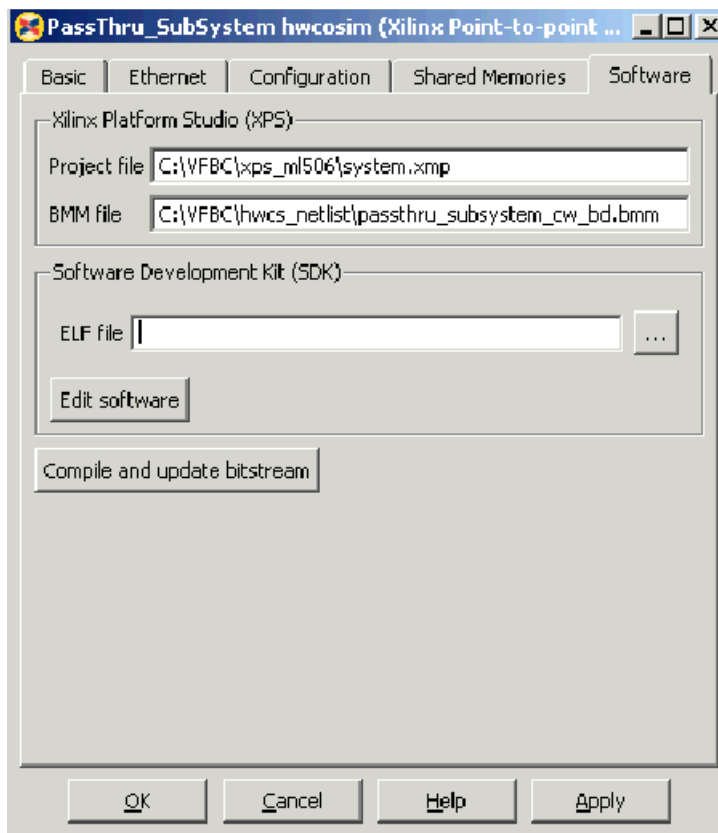 PassThru_SubSystem hwcosim (Xilinx Point-to-point ...
Basic Ethernet Configuration Shared Memories Software
Xilinx Platform Studio (XPS)
Project file C:\VFBC\xps_ml506\system.xmp
BMM file C:\VFBC\hwcs_netlist\passthru_subsystem_cw_bd.bmm
Software Development Kit (SDK)
ELF file ...
Edit software
Compile and update bitstream
OK Cancel Help Apply